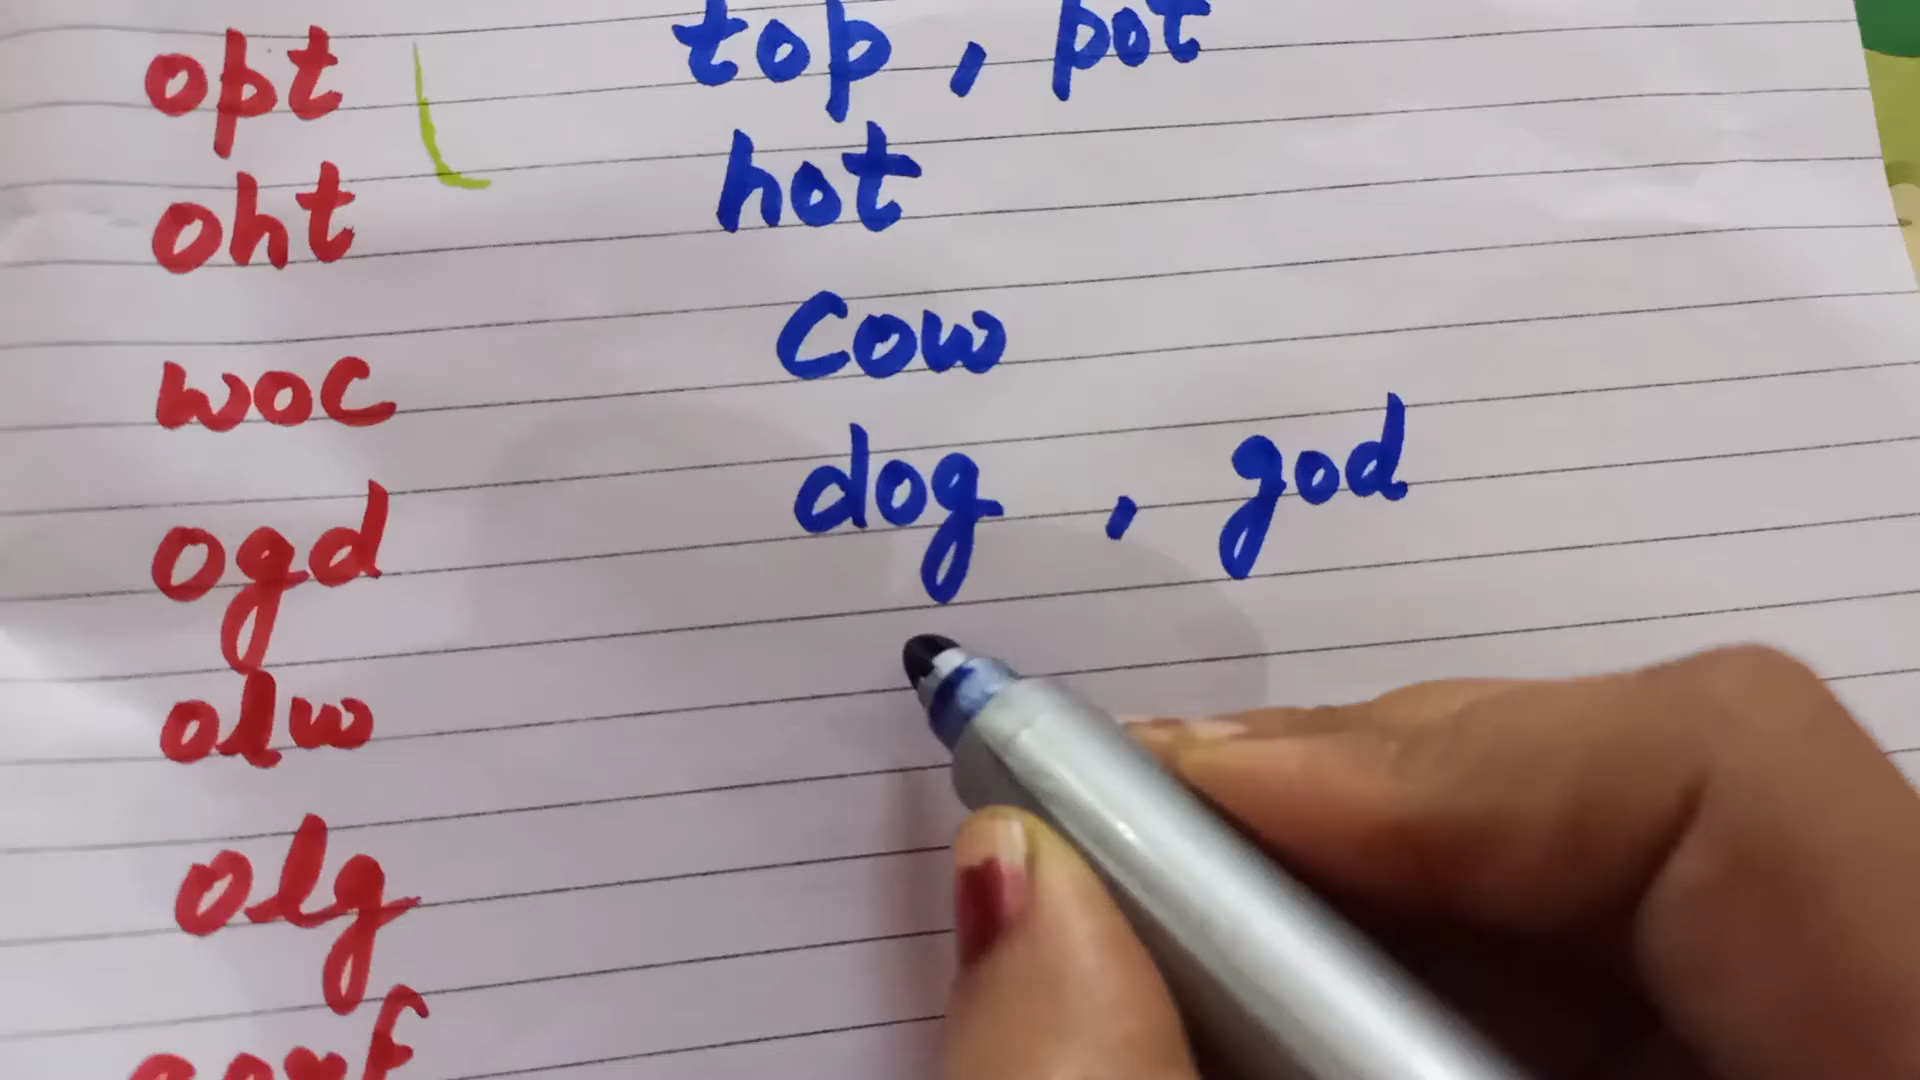 opt top, pot
oht hot
woc cow
ogd dog, god
olw
olg